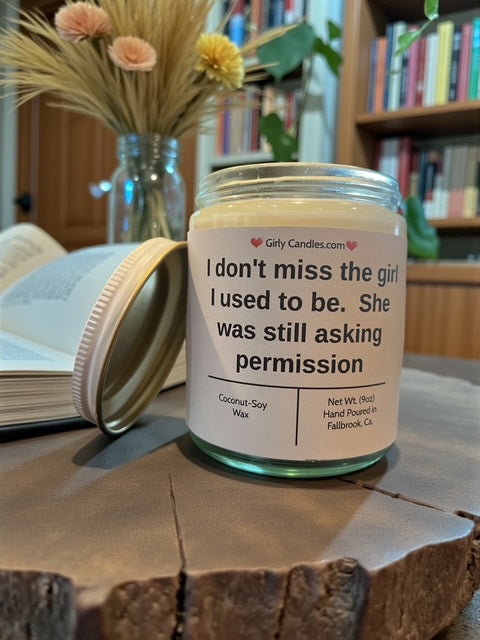 Girly Candles.com
I don't miss the girl
I used to be. She
was still asking
permission
Coconut-Soy
Wax
Net Wt. (9oz)
Hand Poured in
Fallbrook, Ca.